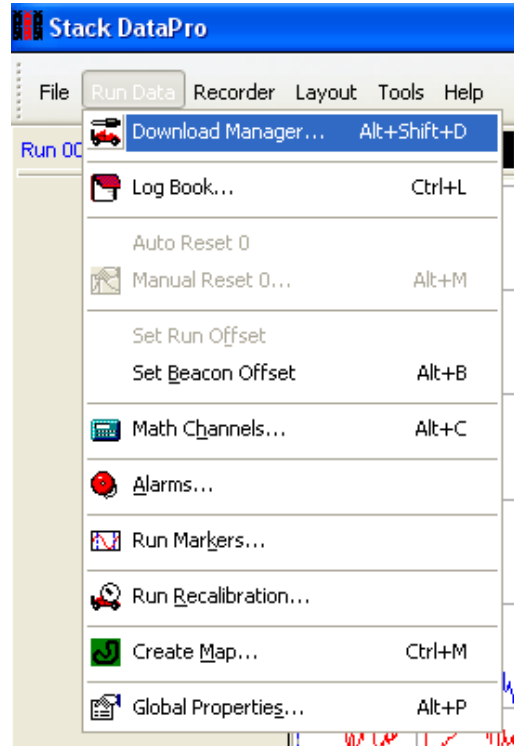 Stack DataPro
File Run Data Recorder Layout Tools Help
Run 00
Download Manager... Alt+Shift+D
Log Book... Ctrl+L
Auto Reset 0
Manual Reset 0... Alt+M
Set Run Offset
Set Beacon Offset Alt+B
Math Channels... Alt+C
Alarms...
Run Markers...
Run Recalibration...
Create Map... Ctrl+M
Global Properties... Alt+P